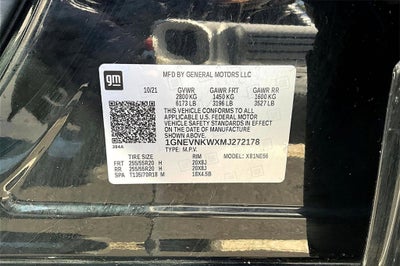 gm
MFD BY GENERAL MOTORS LLC
10/21 GVWR GAWR FRT GAWR RR
2800 KG 1450 KG 1600 KG
6173 LB 3196 LB 3527 LB
THIS VEHICLE CONFORMS TO ALL
APPLICABLE U.S. FEDERAL MOTOR
VEHICLE SAFETY STANDARDS IN EFFECT ON
THE DATE OF MANUFACTURE
SHOWN ABOVE.
1GNEVNKWXMJ272178
TYPE: M.P.V.
TIRE SIZE RIM MODEL: X81NE56
FRT 255/55R20 H 20X8J
RR 255/55R20 H 20X8J
SPA T135/70R18 M 18X4.5B